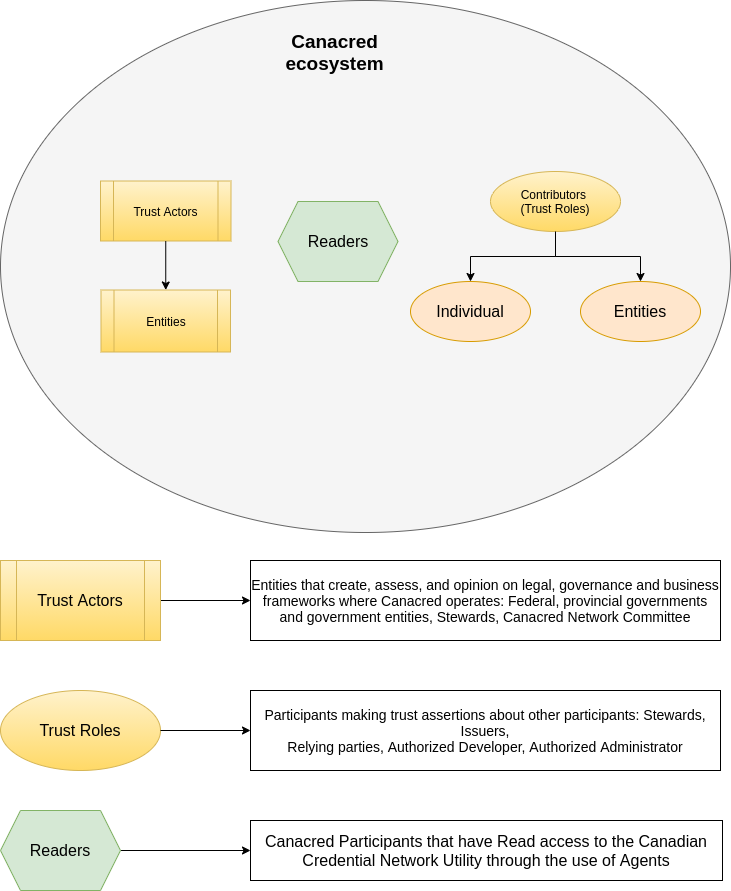 Canacred
ecosystem
Trust Actors
Entities
Readers
Contributors
(Trust Roles)
Individual
Entities
Trust Actors
Entities that create, assess, and opinion on legal, governance and business
frameworks where Canacred operates: Federal, provincial governments
and government entities, Stewards, Canacred Network Committee
Trust Roles
Participants making trust assertions about other participants: Stewards,
Issuers,
Relying parties, Authorized Developer, Authorized Administrator
Readers
Canacred Participants that have Read access to the Canadian
Credential Network Utility through the use of Agents